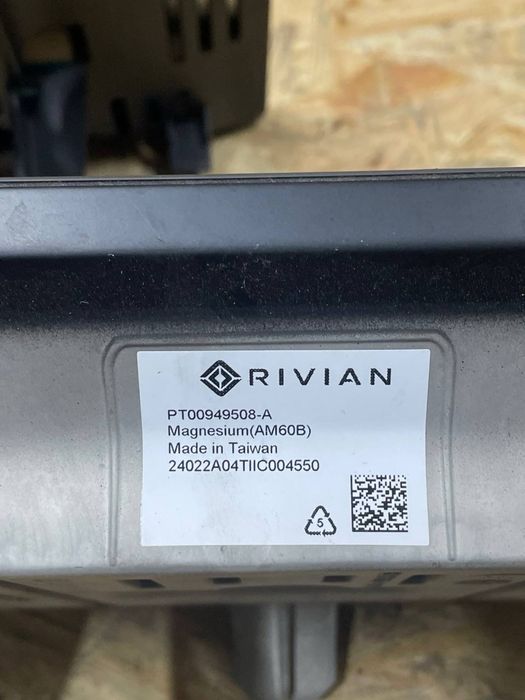 RIVIAN
PT00949508-A
Magnesium(AM60B)
Made in Taiwan
24022A04TIIC004550
5